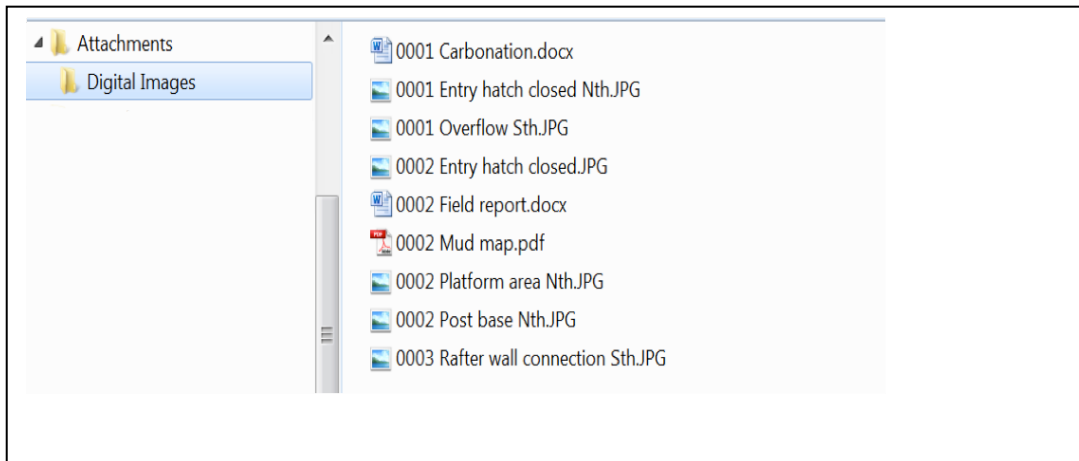 Attachments
Digital Images
0001 Carbonation.docx
0001 Entry hatch closed Nth.JPG
0001 Overflow Sth.JPG
0002 Entry hatch closed.JPG
0002 Field report.docx
0002 Mud map.pdf
0002 Platform area Nth.JPG
0002 Post base Nth.JPG
0003 Rafter wall connection Sth.JPG